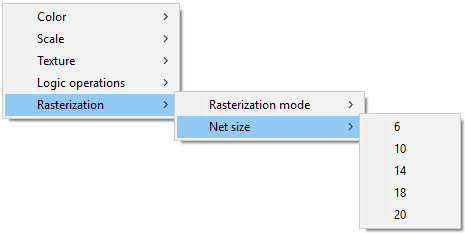 Color
Scale
Texture
Logic operations
Rasterization
Rasterization mode
Net size
6
10
14
18
20